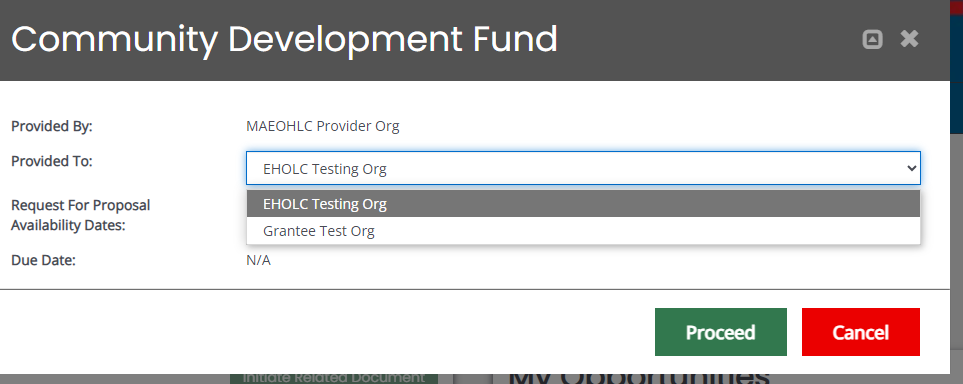 Community Development Fund
Provided By: MAEOHLC Provider Org
Provided To: EHOLC Testing Org
EHOLC Testing Org
Request For Proposal
Availability Dates:
Grantee Test Org
Due Date: N/A
Proceed Cancel
Initiate Related Document
My Opportunities